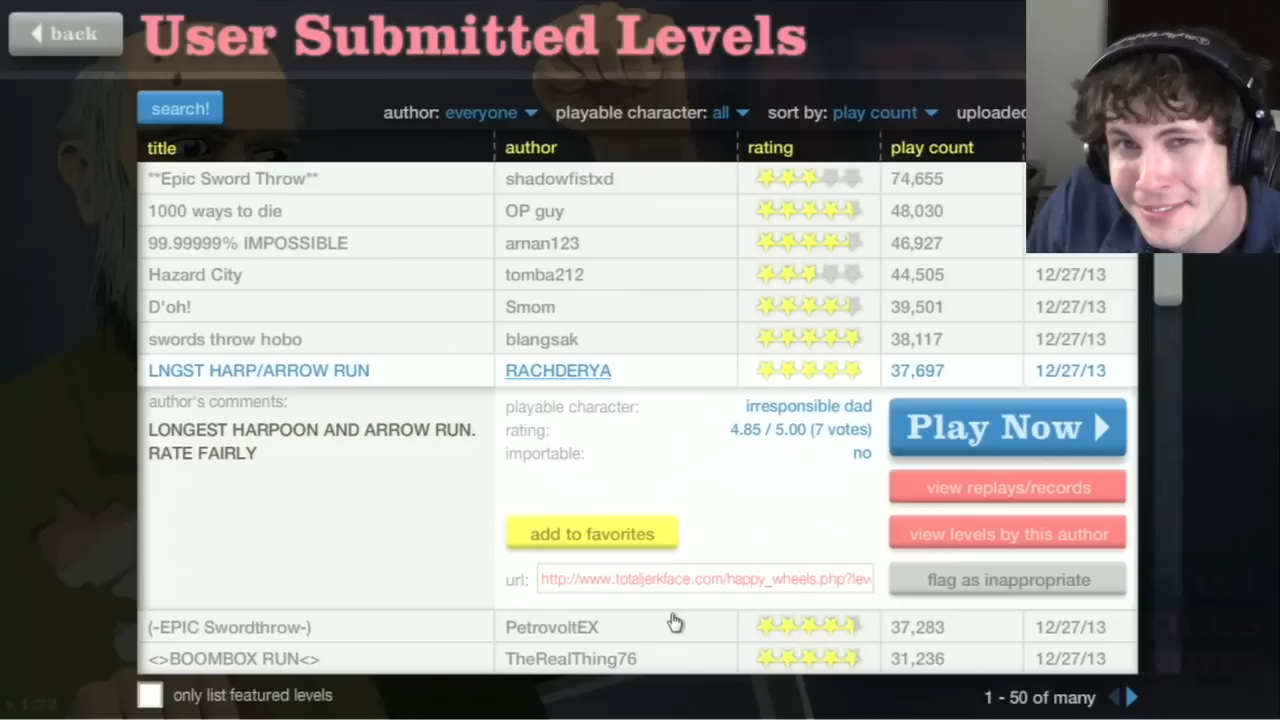 back
User Submitted Levels
search!
author: everyone playable character: all sort by: play count uploaded
title author rating play count
**Epic Sword Throw** shadowfistxd 74,655
1000 ways to die OP guy 48,030
99.99999% IMPOSSIBLE arnan123 46,927
Hazard City tomba212 44,505 12/27/13
D'oh! Smom 39,501 12/27/13
swords throw hobo blangsak 38,117 12/27/13
LNGST HARP/ARROW RUN RACHDERYA 37,697 12/27/13
author's comments:
LONGEST HARPOON AND ARROW RUN.
RATE FAIRLY
playable character: irresponsible dad
rating: 4.85 / 5.00 (7 votes)
importable: no
add to favorites
url: http://www.totaljerkface.com/happy_wheels.php?lev
Play Now
view replays/records
view levels by this author
flag as inappropriate
(-EPIC Swordthrow-) PetrovoltEX 37,283 12/27/13
<>BOOMBOX RUN<> TheRealThing76 31,236 12/27/13
only list featured levels 1 - 50 of many